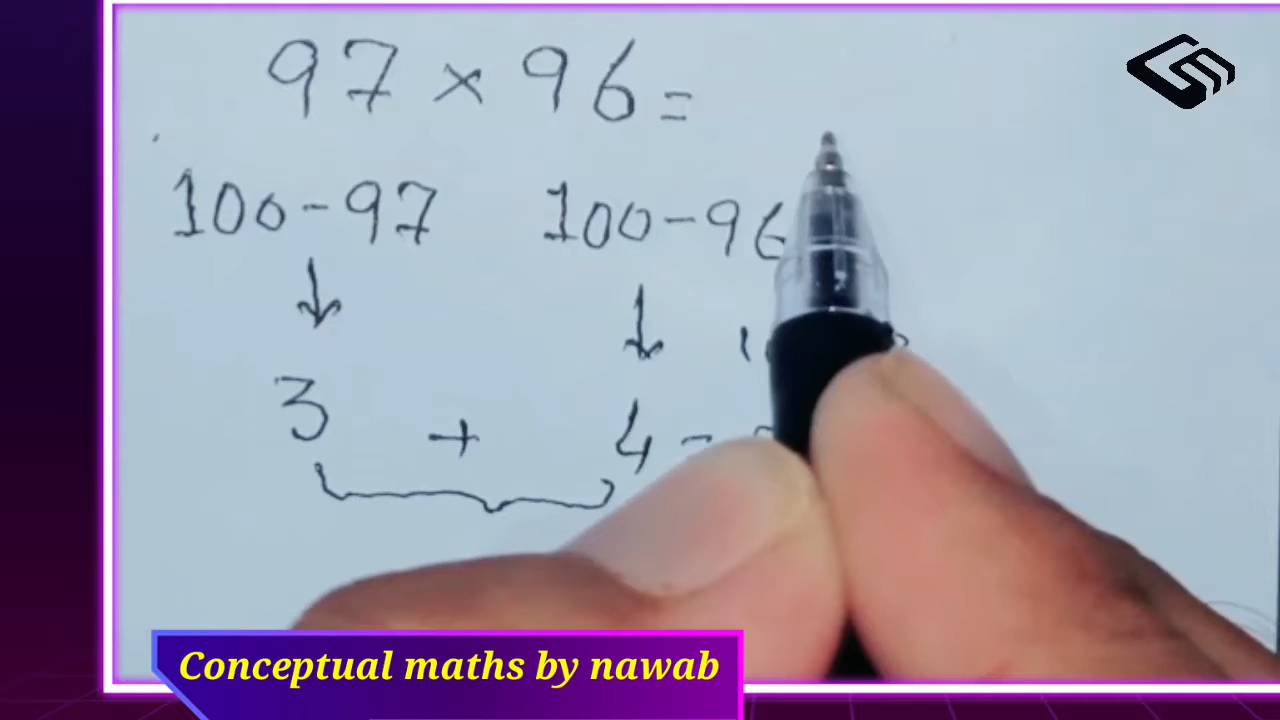 97 × 96 =
100 - 97 100 - 96
3 + 4 =
Conceptual maths by nawab